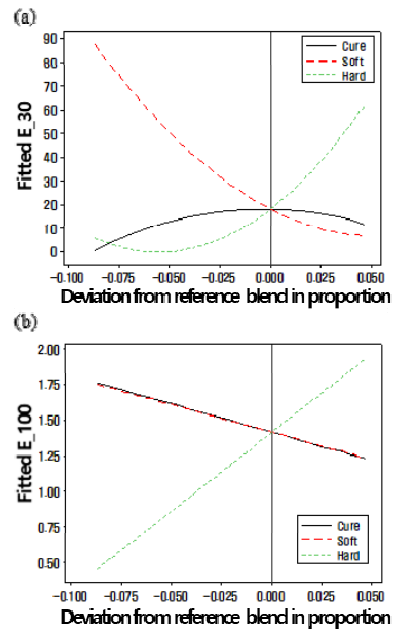 (a)
90
80
70
60
50
40
30
20
10
0
Fitted E_30
Cure
Soft
Hard
-0.100 -0.075 -0.050 -0.025 0.000 0.025 0.050
Deviation from reference blend in proportion
(b)
2.00
1.75
1.50
1.25
1.00
0.75
0.50
Fitted E_100
Cure
Soft
Hard
-0.100 -0.075 -0.050 -0.025 0.000 0.025 0.050
Deviation from reference blend in proportion